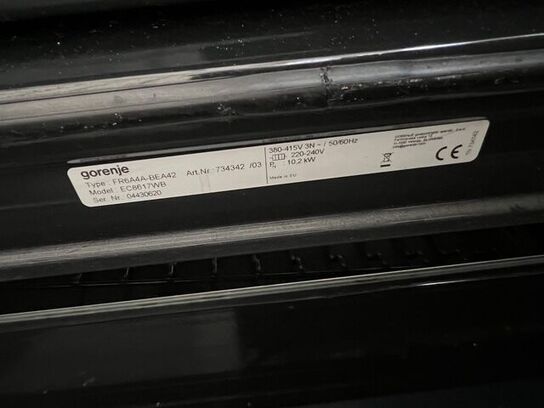 gorenje
Type : FR6A4A-BEA42 Art.Nr.: 734342 /03
Model : EC8617WB
Ser. Nr.: 04430620
380-415V 3N ~ / 50/60Hz
220-240V
10,2 kW
Made in EU
CE